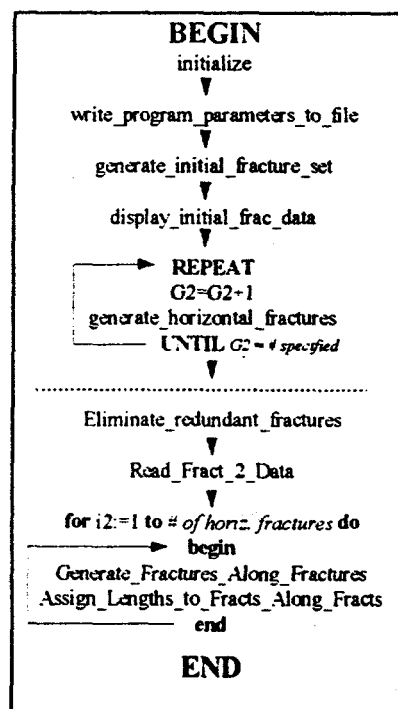 BEGIN
initialize
write_program_parameters_to_file
generate_initial_fracture_set
display_initial_frac_data
REPEAT
G2=G2+1
generate_horizontal_fractures
UNTIL G2 = # specified
Eliminate_redundant_fractures
Read_Fract_2_Data
for i2:=1 to # of horiz. fractures do
begin
Generate_Fractures_Along_Fractures
Assign_Lengths_to_Fracts_Along_Fracts
end
END